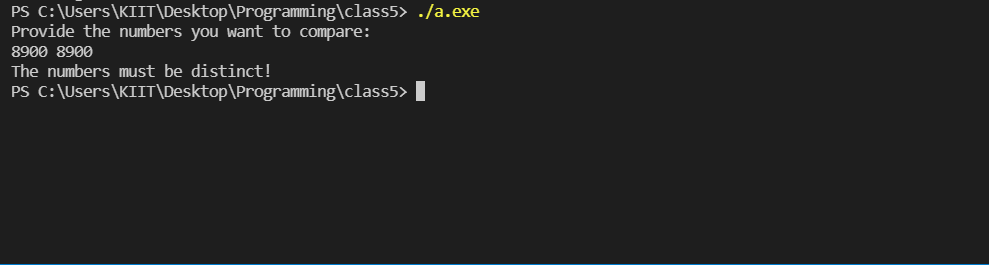 PS C:\Users\KIIT\Desktop\Programming\class5> ./a.exe
Provide the numbers you want to compare:
8900 8900
The numbers must be distinct!
PS C:\Users\KIIT\Desktop\Programming\class5>